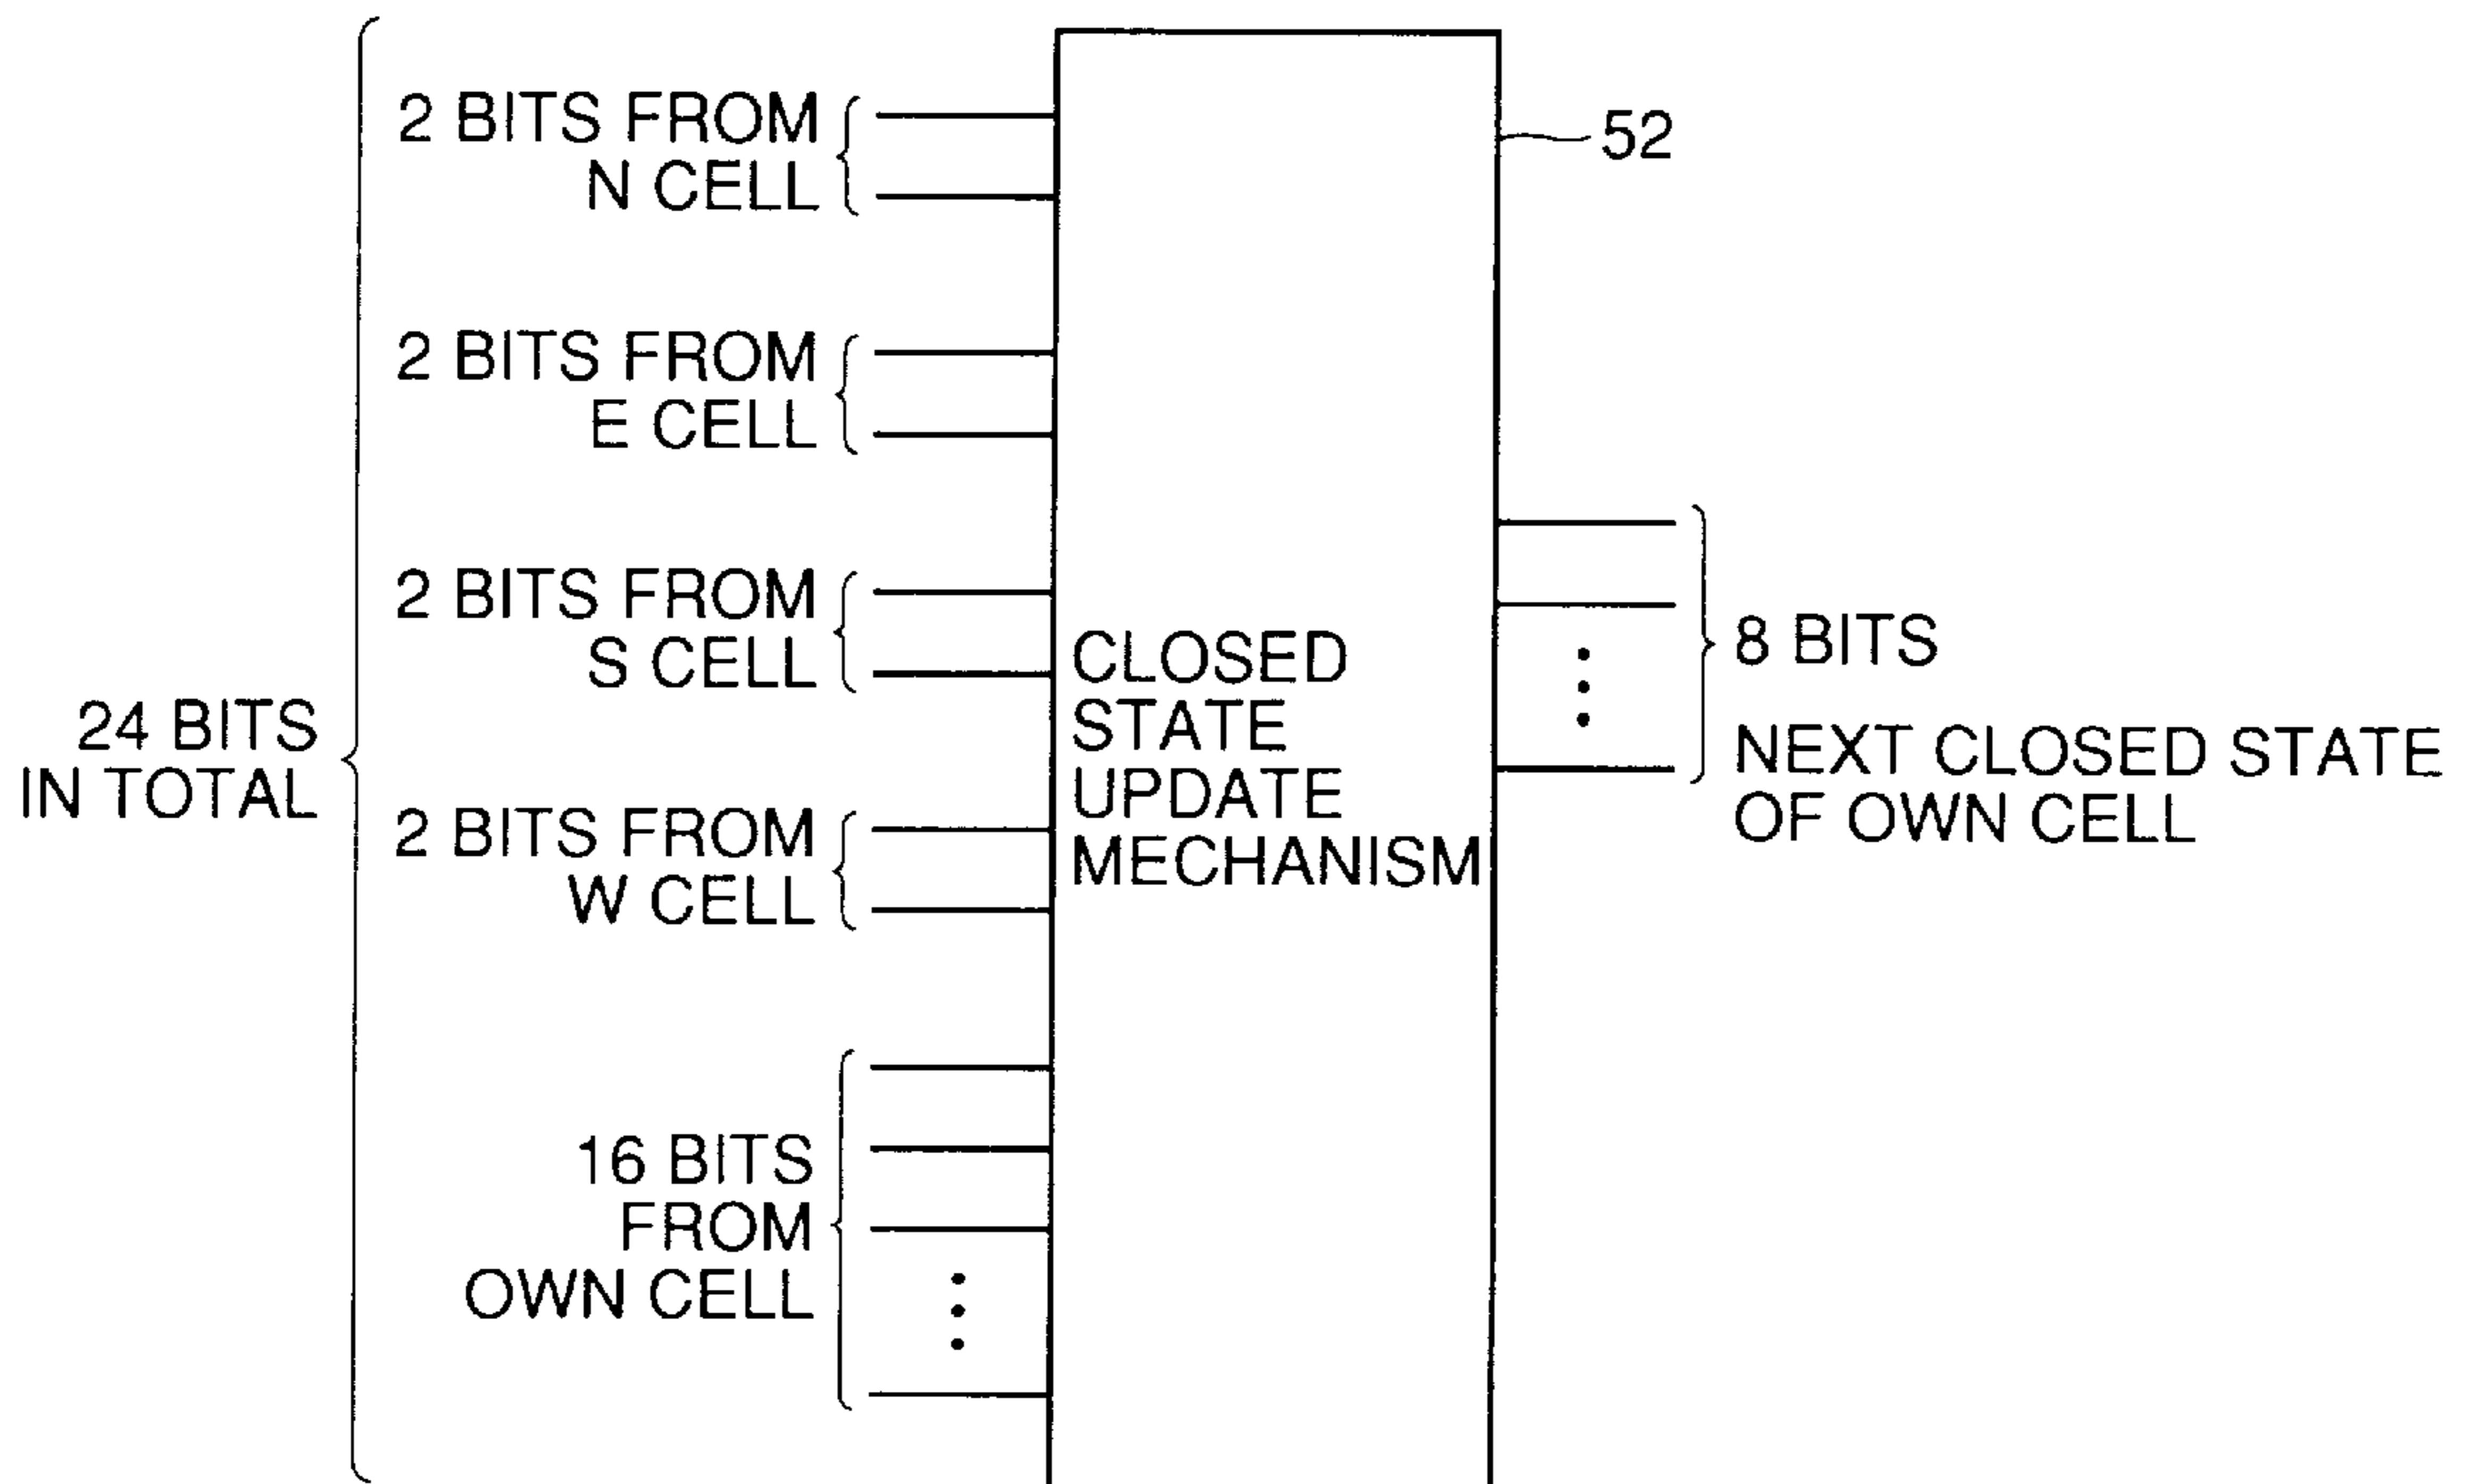 2 BITS FROM
N CELL
52
2 BITS FROM
E CELL
2 BITS FROM
S CELL
24 BITS
IN TOTAL
2 BITS FROM
W CELL
16 BITS
FROM
OWN CELL
CLOSED
STATE
UPDATE
MECHANISM
8 BITS
NEXT CLOSED STATE
OF OWN CELL